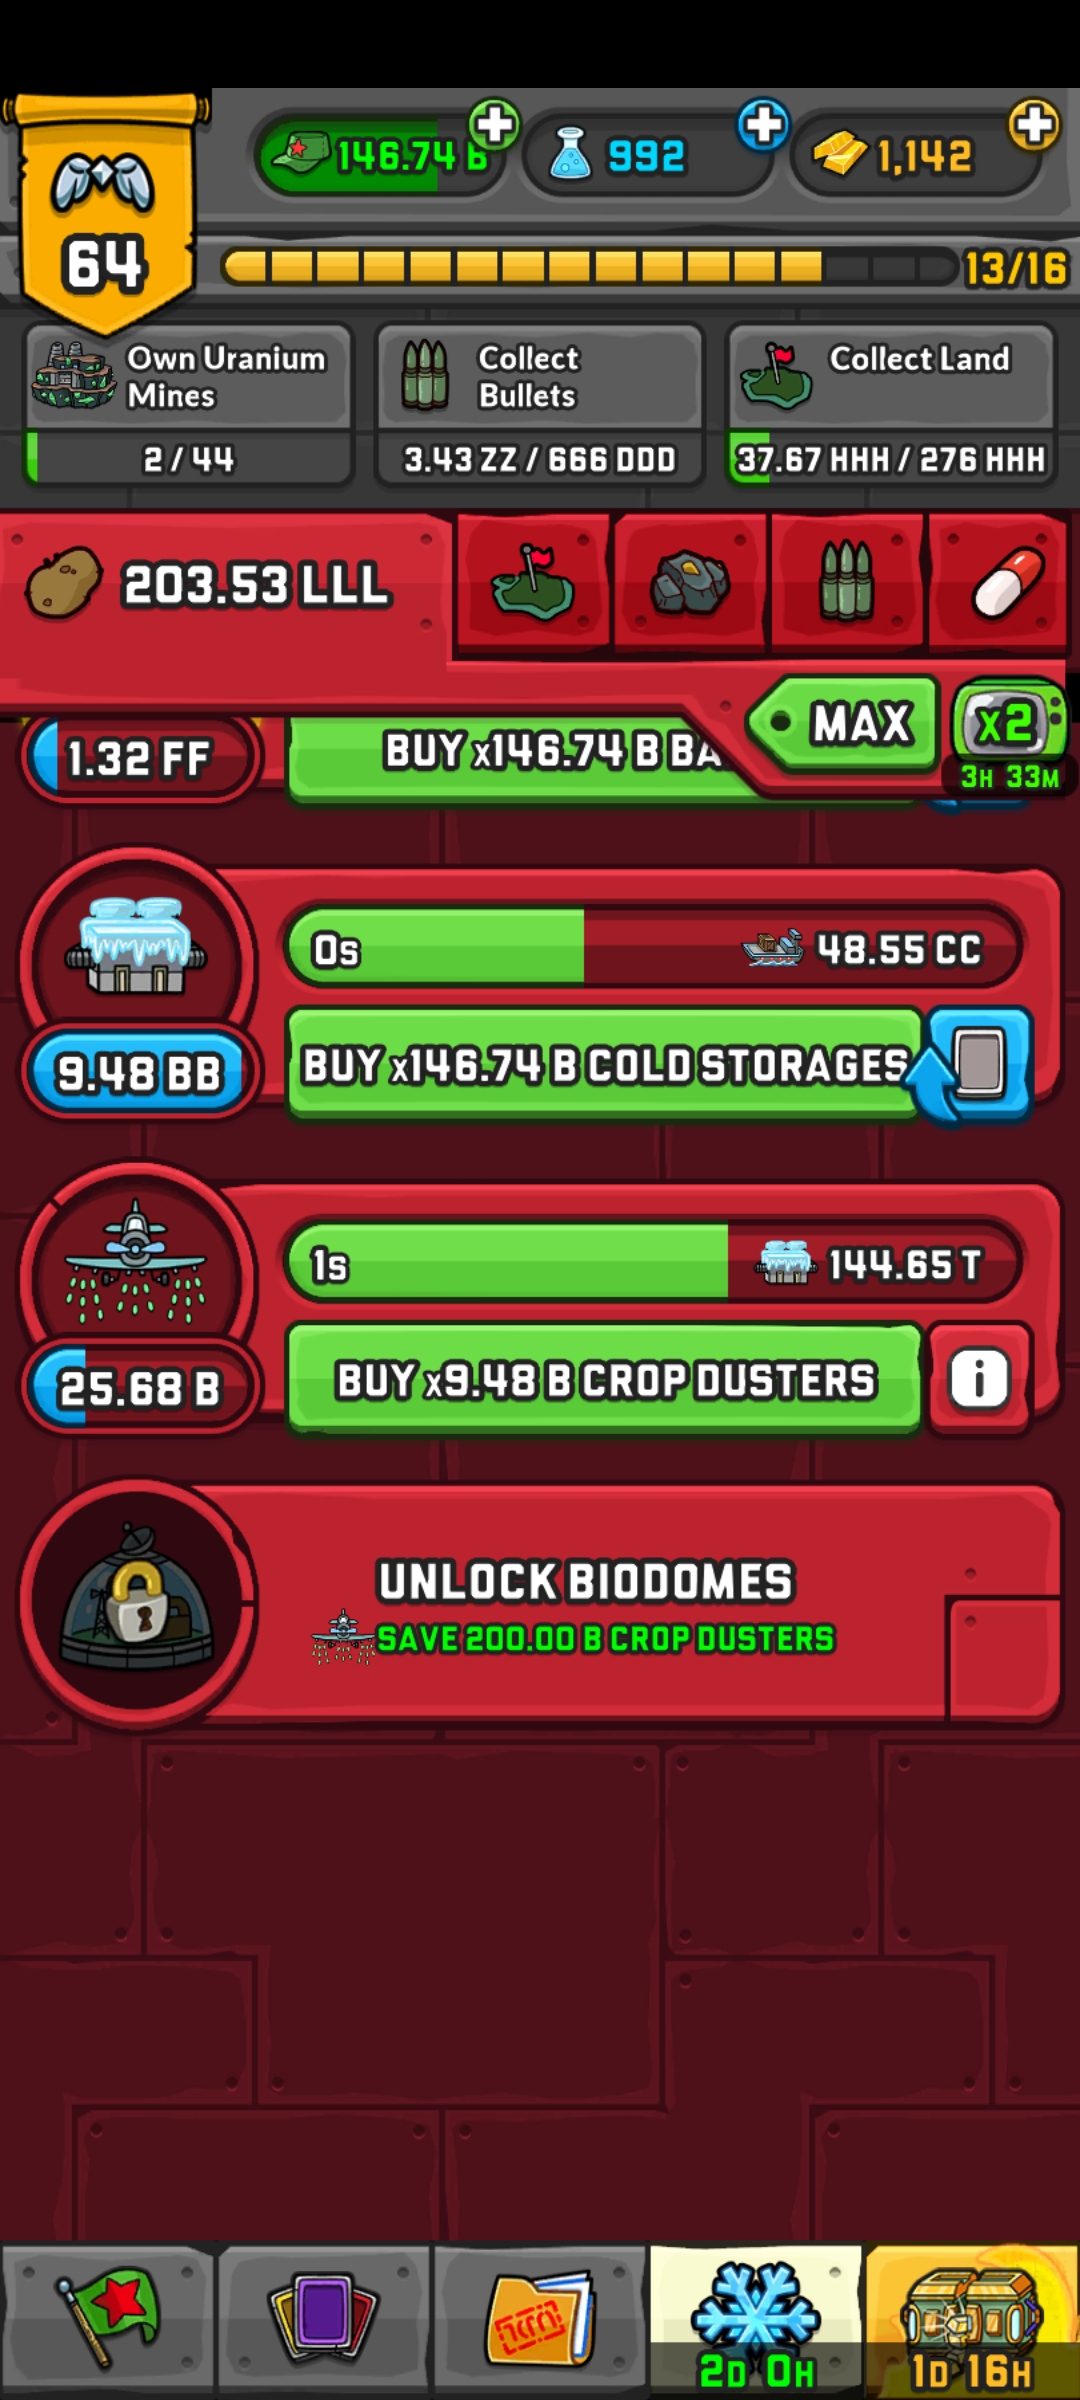 146.74 B
992
1,142
64
13/16
Own Uranium
Mines
2 / 44
Collect
Bullets
3.43 ZZ / 666 DDD
Collect Land
37.67 HHH / 276 HHH
203.53 LLL
MAX
X2
3H 33M
1.32 FF
BUY x146.74 B BA
0s
48.55 CC
9.48 BB
BUY x146.74 B COLD STORAGES
1s
144.65 T
25.68 B
BUY x9.48 B CROP DUSTERS
i
UNLOCK BIODOMES
SAVE 200.00 B CROP DUSTERS
2D 0H
1D 16H